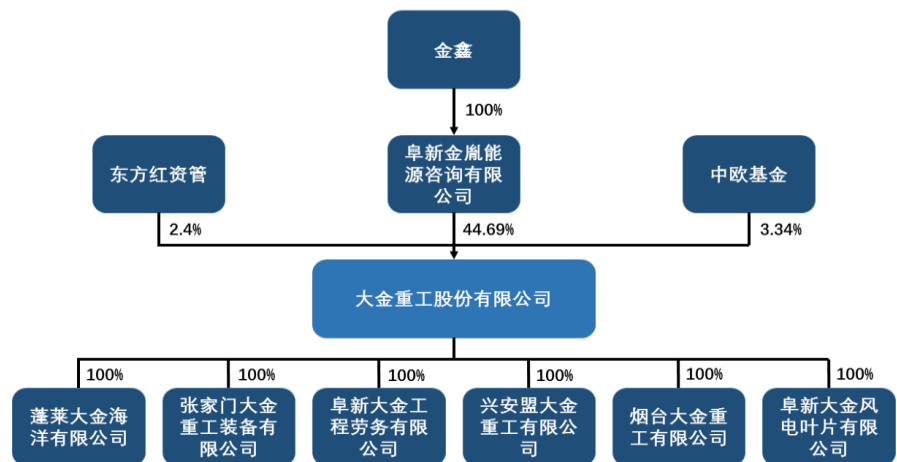 金鑫
100%
东方红资管
阜新金胤能
源咨询有限
公司
中欧基金
2.4%
44.69%
3.34%
大金重工股份有限公司
100%
100%
100%
100%
100%
100%
蓬莱大金海
洋有限公司
张家门大金
重工装备有
限公司
阜新大金工
程劳务有限
公司
兴安盟大金
重工有限公
司
烟台大金重
工有限公司
阜新大金风
电叶片有限
公司